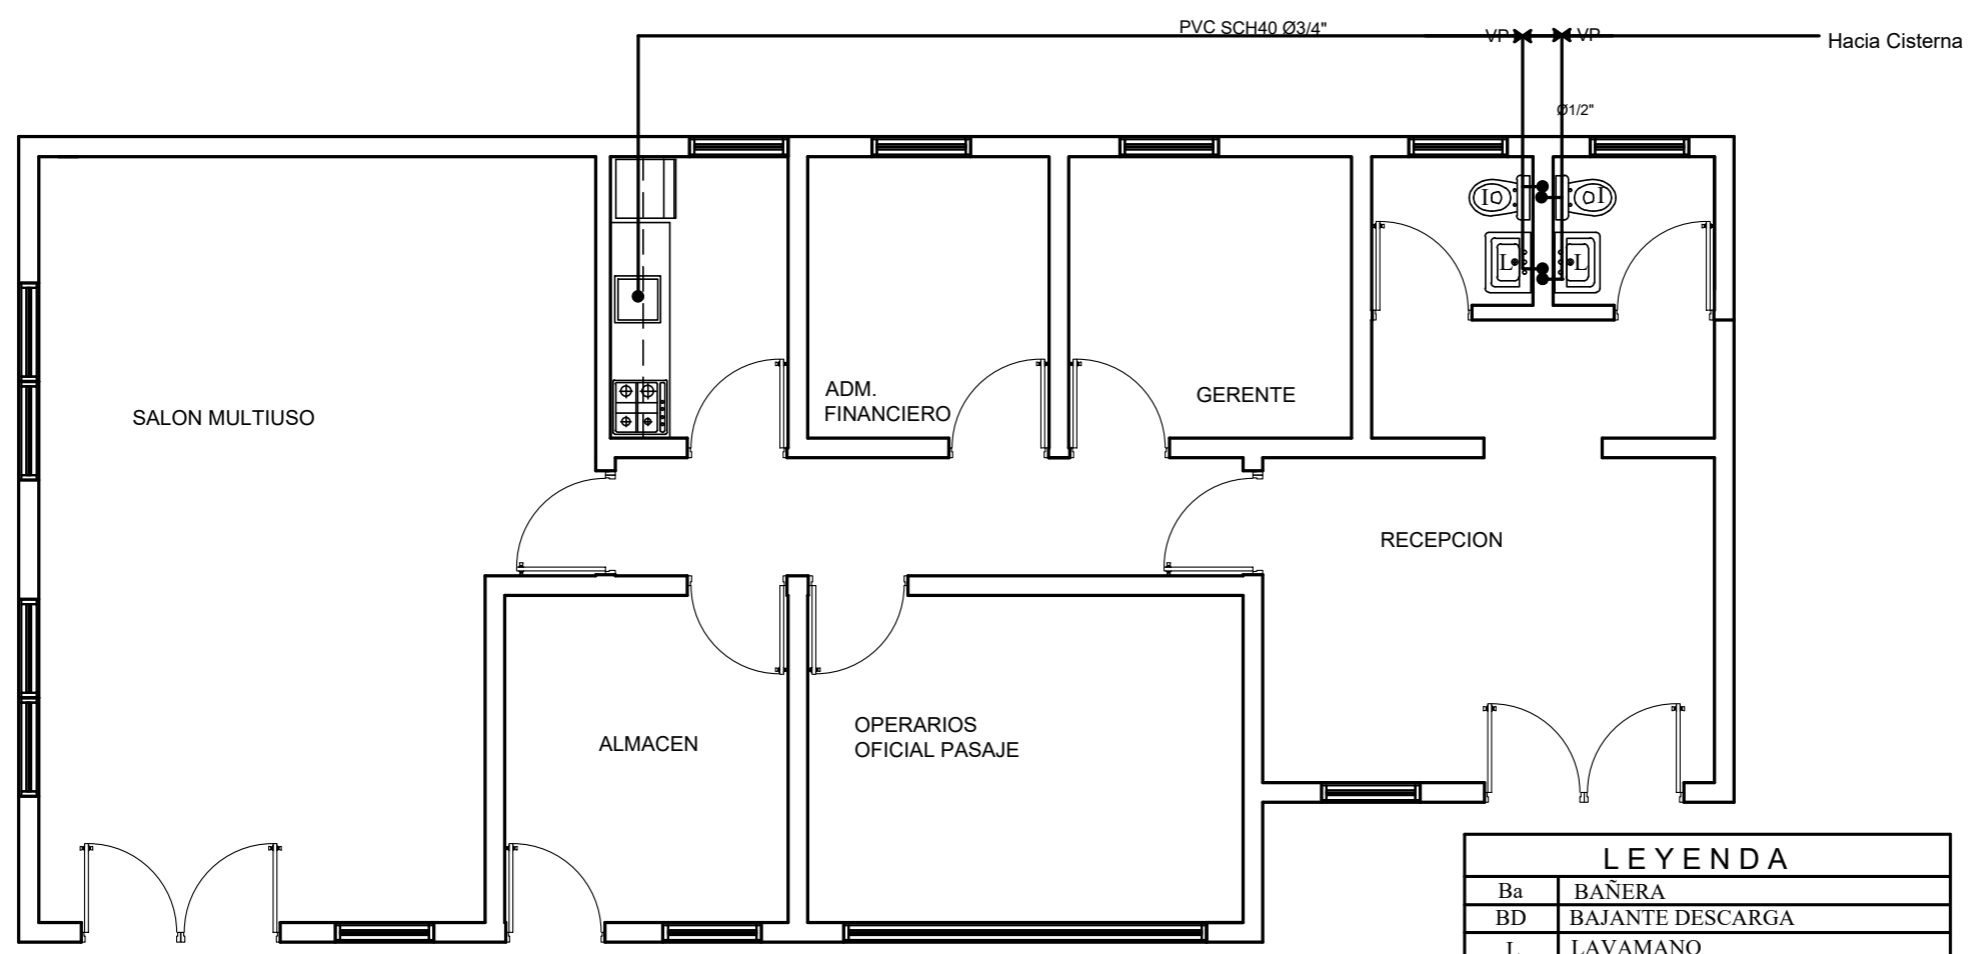 PVC SCH40 Ø3/4"
VP
VP
Hacia Cisterna
Ø1/2"
I
I
L
L
SALON MULTIUSO
ADM.
FINANCIERO
GERENTE
RECEPCION
ALMACEN
OPERARIOS
OFICIAL PASAJE
LEYENDA
Ba BAÑERA
BD BAJANTE DESCARGA
L LAVAMANO